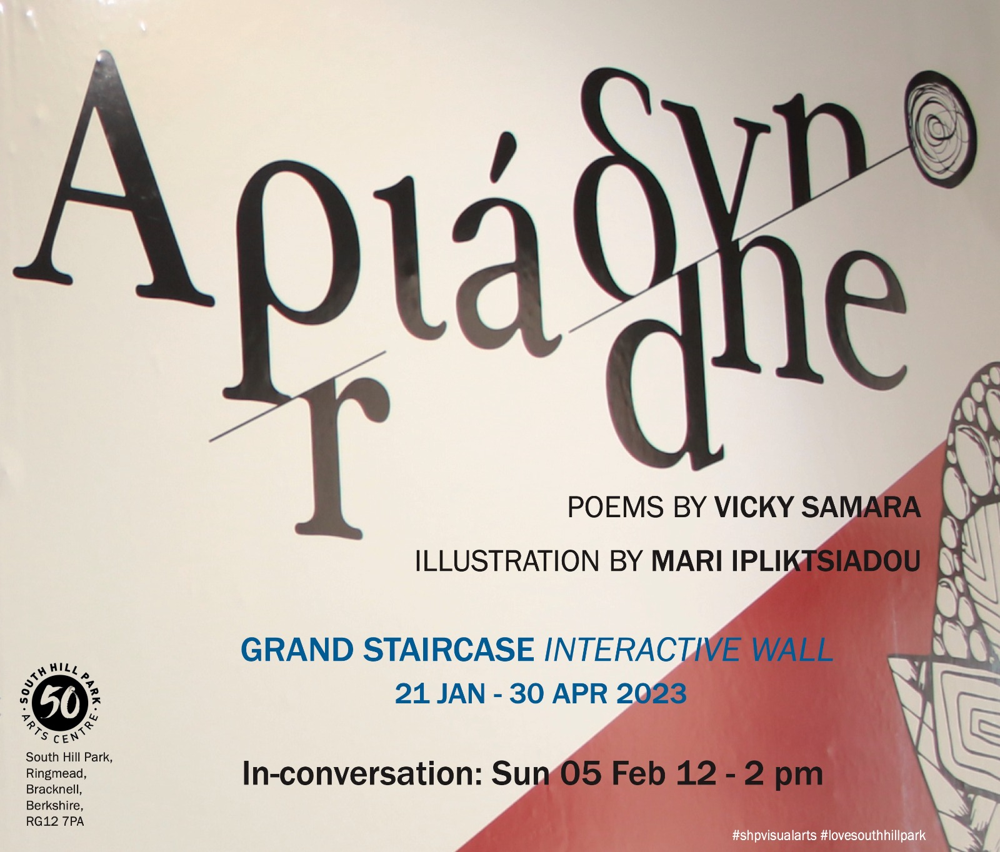 Αριάδνη
r dne
POEMS BY VICKY SAMARA
ILLUSTRATION BY MARI IPLIKTSIADOU
GRAND STAIRCASE INTERACTIVE WALL
21 JAN - 30 APR 2023
In-conversation: Sun 05 Feb 12 - 2 pm
· SOUTH HILL PARK · ARTS CENTRE
50
South Hill Park,
Ringmead,
Bracknell,
Berkshire,
RG12 7PA
#shpvisualarts #lovesouthhillpark